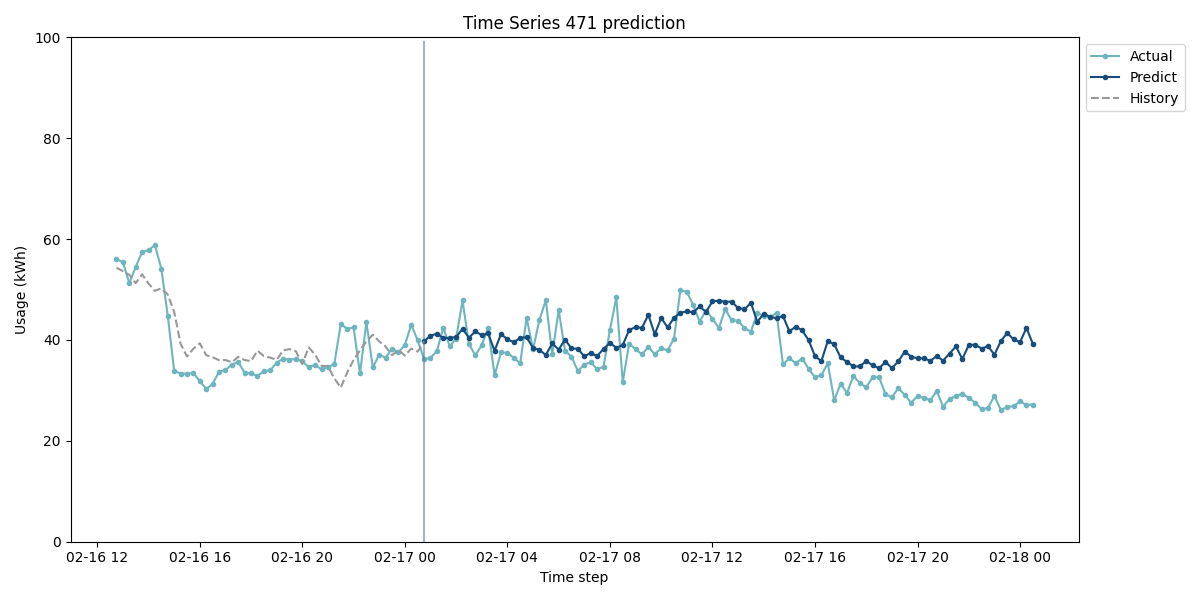 Time Series 471 prediction
Usage (kWh)
100
80
60
40
20
0
02-16 12 02-16 16 02-16 20 02-17 00 02-17 04 02-17 08 02-17 12 02-17 16 02-17 20 02-18 00
Time step
Actual
Predict
History